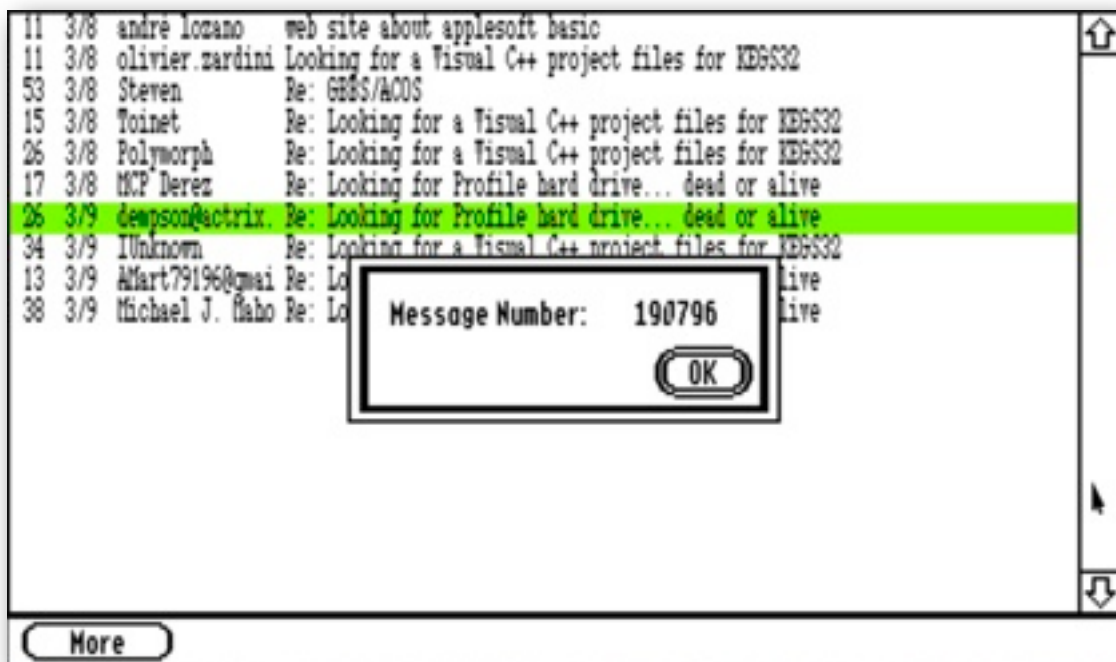 11 3/8 andré lozano web site about applesoft basic
11 3/8 olivier.zardini Looking for a Visual C++ project files for KEGS32
53 3/8 Steven Re: GBBS/ACOS
15 3/8 Toinet Re: Looking for a Visual C++ project files for KEGS32
26 3/8 Polymorph Re: Looking for a Visual C++ project files for KEGS32
17 3/8 MCP Derez Re: Looking for Profile hard drive... dead or alive
26 3/9 dempson@actrix. Re: Looking for Profile hard drive... dead or alive
34 3/9 IUnknown Re: Looking for a Visual C++ project files for KEGS32
13 3/9 AMart79196@gmai Re: Lo live
38 3/9 Michael J. Maho Re: Lo live
Message Number: 190796
OK
More